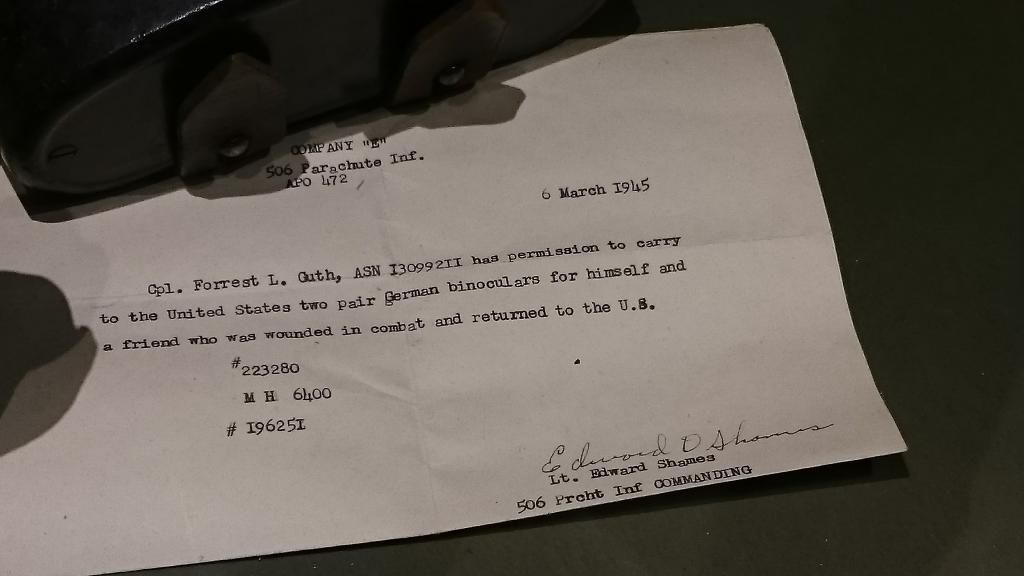 COMPANY "E"
506 Parachute Inf.
APO 472
6 March 1945
Cpl. Forrest L. Guth, ASN I30992II has permission to carry
to the United States two pair German binoculars for himself and
a friend who was wounded in combat and returned to the U.S.
#223280
M H 6400
# I9625I
Edward D Shames
Lt. Edward Shames
506 Prcht Inf COMMANDING